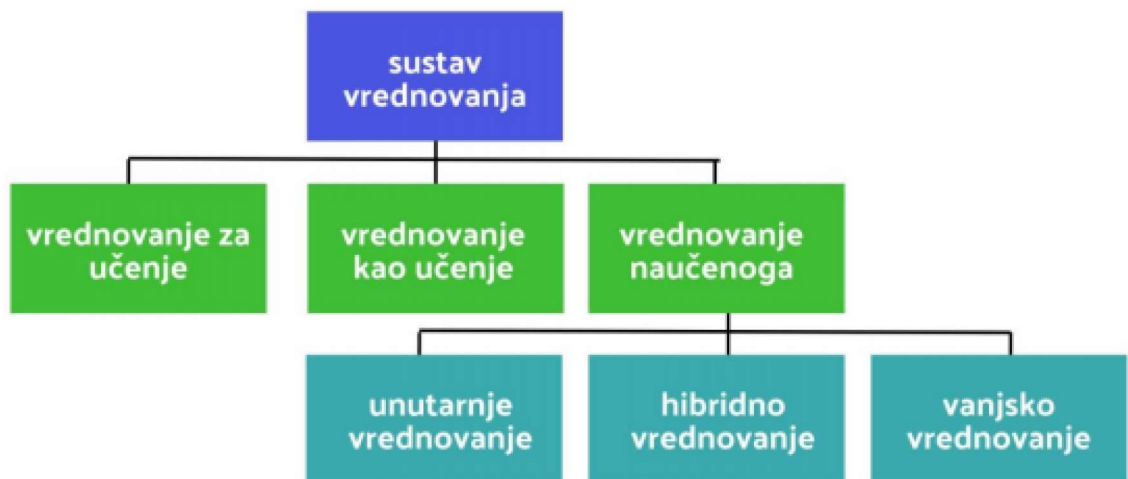 sustav
vrednovanja
vrednovanje za
učenje
vrednovanje
kao učenje
vrednovanje
naučenoga
unutarnje
vrednovanje
hibridno
vrednovanje
vanjsko
vrednovanje